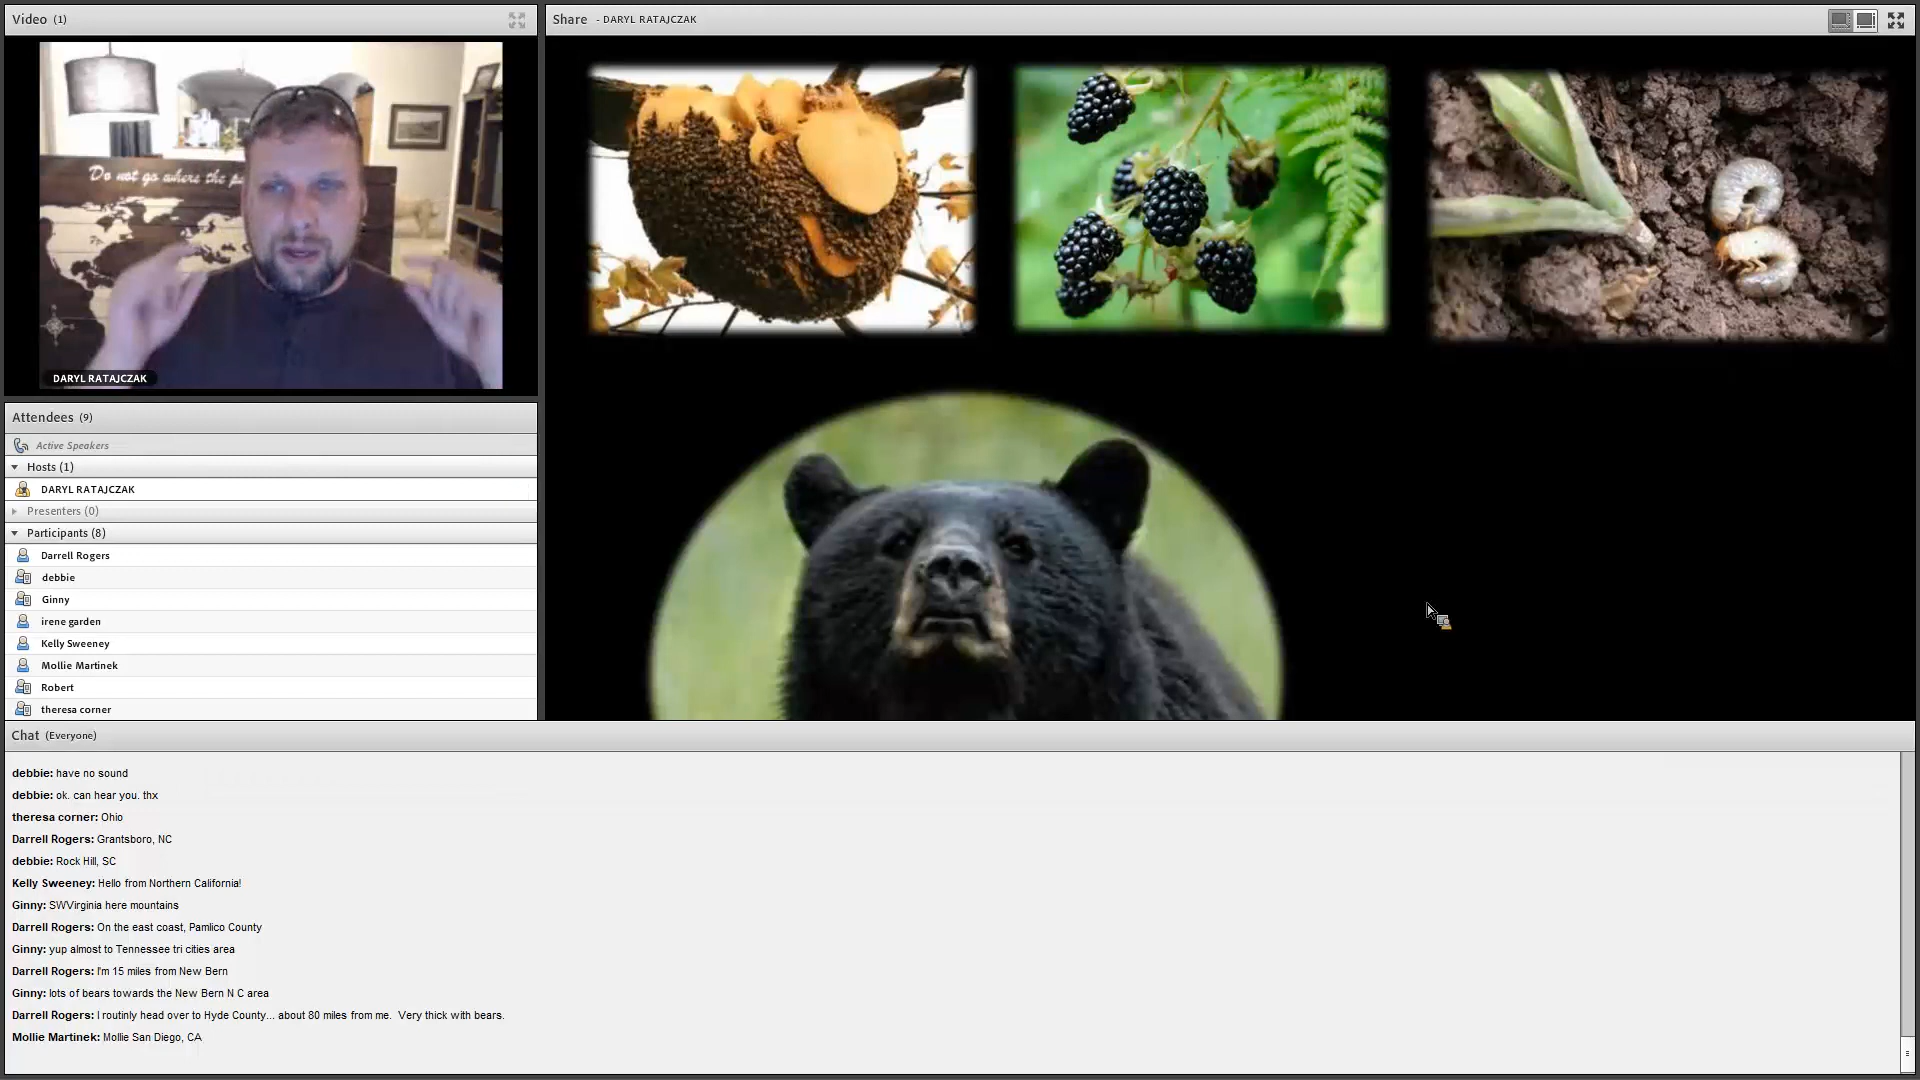 Video (1)
Do not go where the
DARYL RATAJCZAK
Attendees (9)
Active Speakers
Hosts (1)
DARYL RATAJCZAK
Presenters (0)
Participants (8)
Darrell Rogers
debbie
Ginny
irene garden
Kelly Sweeney
Mollie Martinek
Robert
theresa corner
Share - DARYL RATAJCZAK
Chat (Everyone)
debbie: have no sound
debbie: ok. can hear you. thx
theresa corner: Ohio
Darrell Rogers: Grantsboro, NC
debbie: Rock Hill, SC
Kelly Sweeney: Hello from Northern California!
Ginny: SWVirginia here mountains
Darrell Rogers: On the east coast, Pamlico County
Ginny: yup almost to Tennessee tri cities area
Darrell Rogers: I'm 15 miles from New Bern
Ginny: lots of bears towards the New Bern N C area
Darrell Rogers: I routinly head over to Hyde County... about 80 miles from me. Very thick with bears.
Mollie Martinek: Mollie San Diego, CA